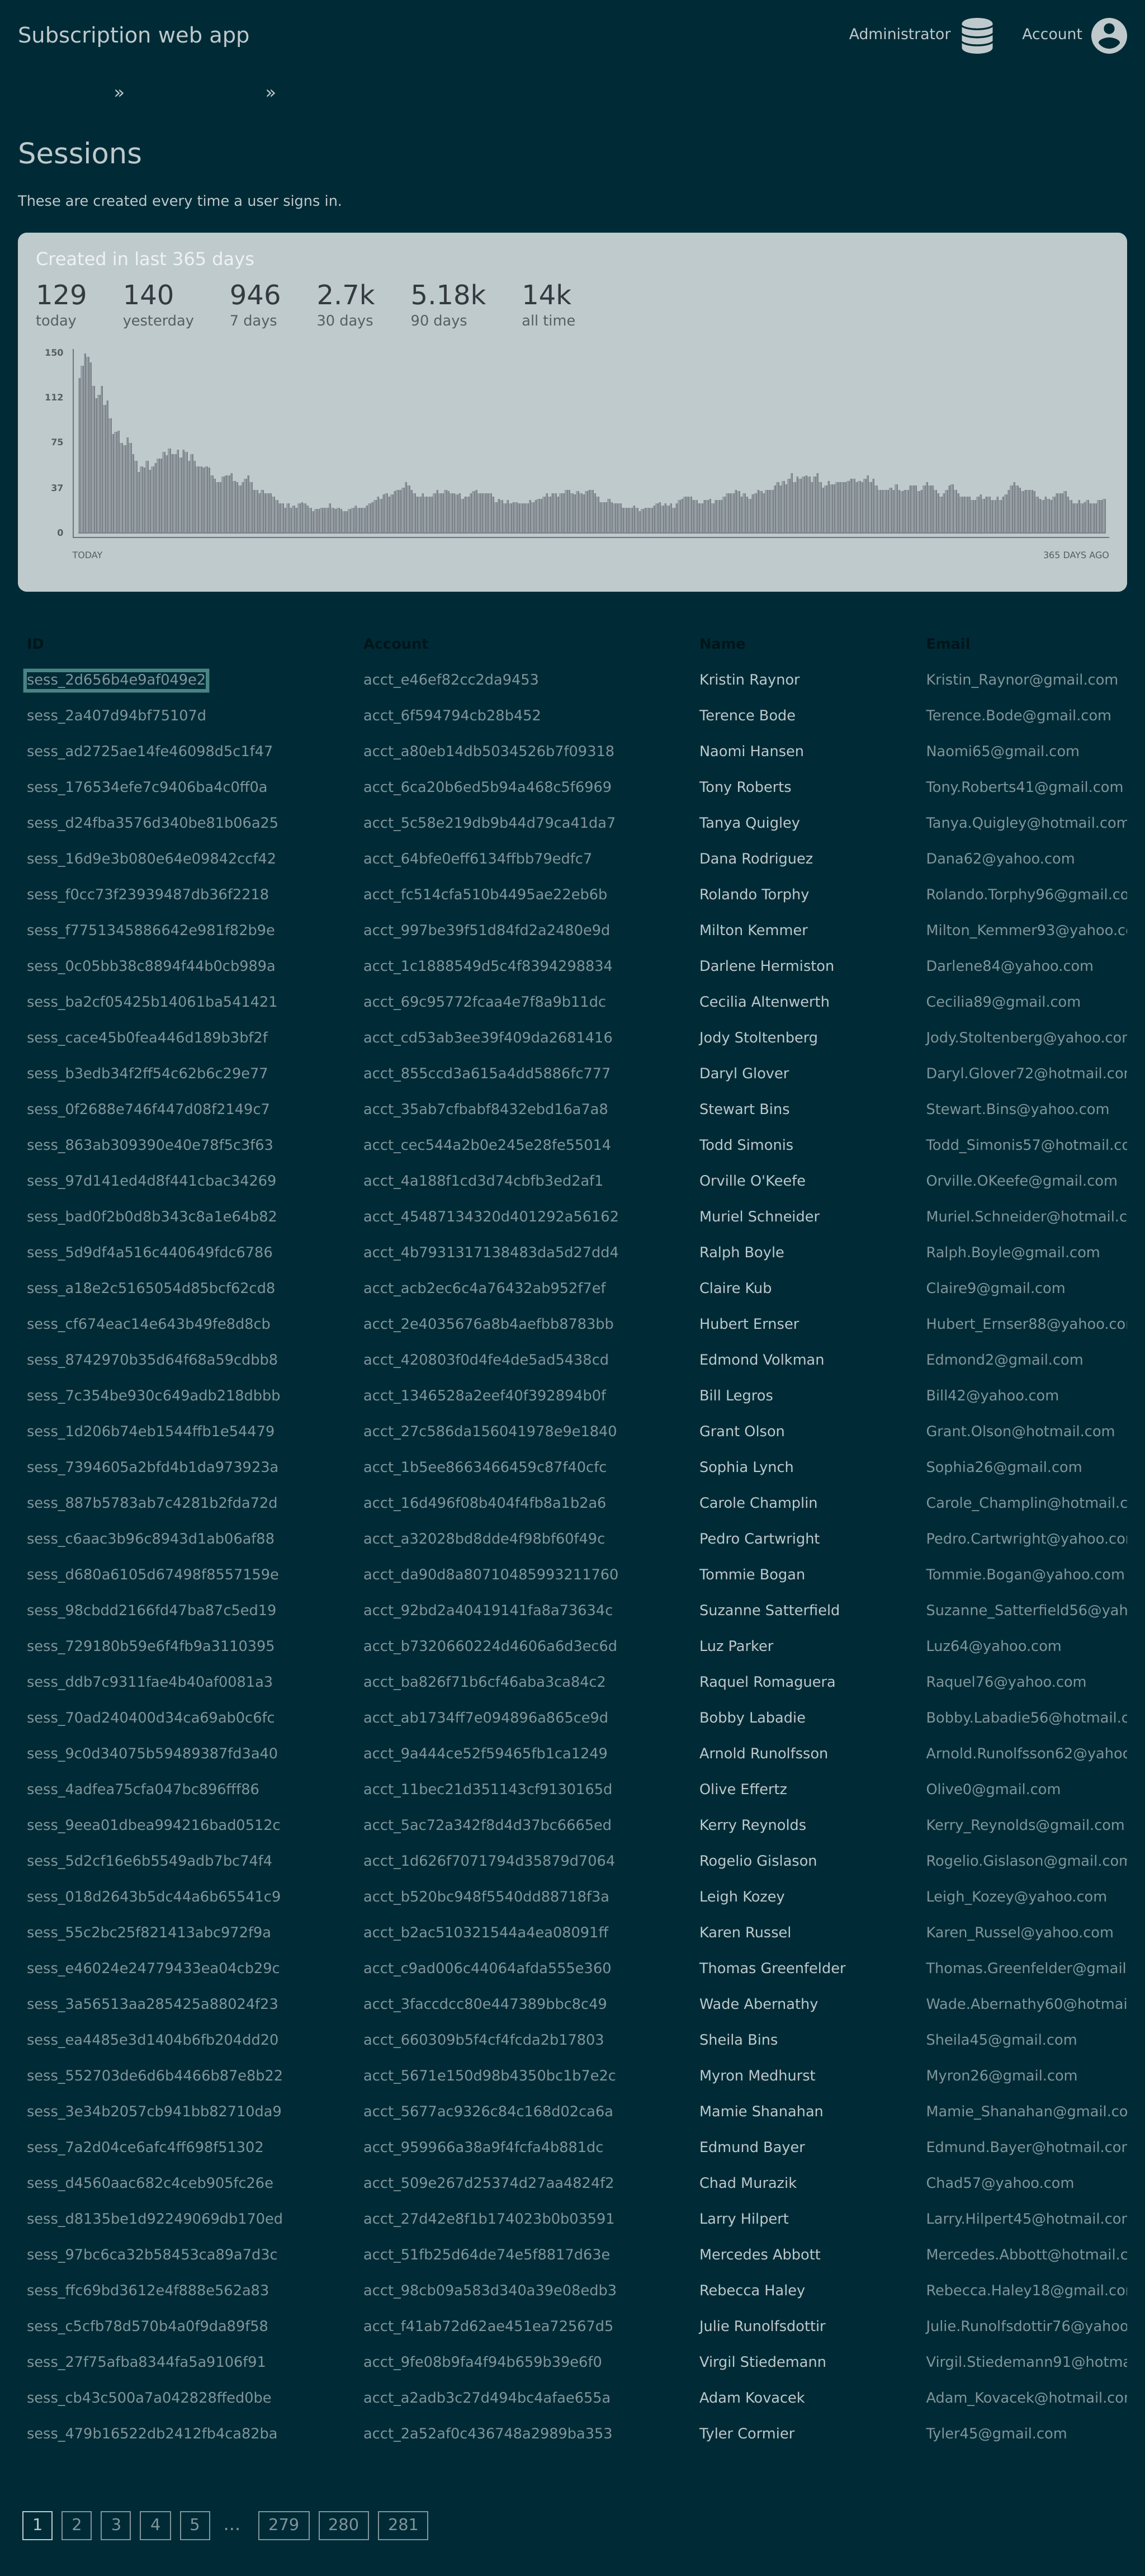 Subscription web app
Administrator
Account
» »
Sessions
These are created every time a user signs in.
Created in last 365 days
129 140 946 2.7k 5.18k 14k
today yesterday 7 days 30 days 90 days all time
150
112
75
37
0
TODAY 365 DAYS AGO
ID Account Name Email
sess_2d656b4e9af049e2 acct_e46ef82cc2da9453 Kristin Raynor Kristin_Raynor@gmail.com
sess_2a407d94bf75107d acct_6f594794cb28b452 Terence Bode Terence.Bode@gmail.com
sess_ad2725ae14fe46098d5c1f47 acct_a80eb14db5034526b7f09318 Naomi Hansen Naomi65@gmail.com
sess_176534efe7c9406ba4c0ff0a acct_6ca20b6ed5b94a468c5f6969 Tony Roberts Tony.Roberts41@gmail.com
sess_d24fba3576d340be81b06a25 acct_5c58e219db9b44d79ca41da7 Tanya Quigley Tanya.Quigley@hotmail.com
sess_16d9e3b080e64e09842ccf42 acct_64bfe0eff6134ffbb79edfc7 Dana Rodriguez Dana62@yahoo.com
sess_f0cc73f23939487db36f2218 acct_fc514cfa510b4495ae22eb6b Rolando Torphy Rolando.Torphy96@gmail.co
sess_f7751345886642e981f82b9e acct_997be39f51d84fd2a2480e9d Milton Kemmer Milton_Kemmer93@yahoo.c
sess_0c05bb38c8894f44b0cb989a acct_1c1888549d5c4f8394298834 Darlene Hermiston Darlene84@yahoo.com
sess_ba2cf05425b14061ba541421 acct_69c95772fcaa4e7f8a9b11dc Cecilia Altenwerth Cecilia89@gmail.com
sess_cace45b0fea446d189b3bf2f acct_cd53ab3ee39f409da2681416 Jody Stoltenberg Jody.Stoltenberg@yahoo.com
sess_b3edb34f2ff54c62b6c29e77 acct_855ccd3a615a4dd5886fc777 Daryl Glover Daryl.Glover72@hotmail.com
sess_0f2688e746f447d08f2149c7 acct_35ab7cfbabf8432ebd16a7a8 Stewart Bins Stewart.Bins@yahoo.com
sess_863ab309390e40e78f5c3f63 acct_cec544a2b0e245e28fe55014 Todd Simonis Todd_Simonis57@hotmail.co
sess_97d141ed4d8f441cbac34269 acct_4a188f1cd3d74cbfb3ed2af1 Orville O'Keefe Orville.OKeefe@gmail.com
sess_bad0f2b0d8b343c8a1e64b82 acct_45487134320d401292a56162 Muriel Schneider Muriel.Schneider@hotmail.c
sess_5d9df4a516c440649fdc6786 acct_4b7931317138483da5d27dd4 Ralph Boyle Ralph.Boyle@gmail.com
sess_a18e2c5165054d85bcf62cd8 acct_acb2ec6c4a76432ab952f7ef Claire Kub Claire9@gmail.com
sess_cf674eac14e643b49fe8d8cb acct_2e4035676a8b4aefbb8783bb Hubert Ernser Hubert_Ernser88@yahoo.co
sess_8742970b35d64f68a59cdbb8 acct_420803f0d4fe4de5ad5438cd Edmond Volkman Edmond2@gmail.com
sess_7c354be930c649adb218dbbb acct_1346528a2eef40f392894b0f Bill Legros Bill42@yahoo.com
sess_1d206b74eb1544ffb1e54479 acct_27c586da156041978e9e1840 Grant Olson Grant.Olson@hotmail.com
sess_7394605a2bfd4b1da973923a acct_1b5ee8663466459c87f40cfc Sophia Lynch Sophia26@gmail.com
sess_887b5783ab7c4281b2fda72d acct_16d496f08b404f4fb8a1b2a6 Carole Champlin Carole_Champlin@hotmail.c
sess_c6aac3b96c8943d1ab06af88 acct_a32028bd8dde4f98bf60f49c Pedro Cartwright Pedro.Cartwright@yahoo.co
sess_d680a6105d67498f8557159e acct_da90d8a80710485993211760 Tommie Bogan Tommie.Bogan@yahoo.com
sess_98cbdd2166fd47ba87c5ed19 acct_92bd2a40419141fa8a73634c Suzanne Satterfield Suzanne_Satterfield56@yah
sess_729180b59e6f4fb9a3110395 acct_b7320660224d4606a6d3ec6d Luz Parker Luz64@yahoo.com
sess_ddb7c9311fae4b40af0081a3 acct_ba826f71b6cf46aba3ca84c2 Raquel Romaguera Raquel76@yahoo.com
sess_70ad240400d34ca69ab0c6fc acct_ab1734ff7e094896a865ce9d Bobby Labadie Bobby.Labadie56@hotmail.c
sess_9c0d34075b59489387fd3a40 acct_9a444ce52f59465fb1ca1249 Arnold Runolfsson Arnold.Runolfsson62@yahoo
sess_4adfea75cfa047bc896fff86 acct_11bec21d351143cf9130165d Olive Effertz Olive0@gmail.com
sess_9eea01dbea994216bad0512c acct_5ac72a342f8d4d37bc6665ed Kerry Reynolds Kerry_Reynolds@gmail.com
sess_5d2cf16e6b5549adb7bc74f4 acct_1d626f7071794d35879d7064 Rogelio Gislason Rogelio.Gislason@gmail.com
sess_018d2643b5dc44a6b65541c9 acct_b520bc948f5540dd88718f3a Leigh Kozey Leigh_Kozey@yahoo.com
sess_55c2bc25f821413abc972f9a acct_b2ac510321544a4ea08091ff Karen Russel Karen_Russel@yahoo.com
sess_e46024e24779433ea04cb29c acct_c9ad006c44064afda555e360 Thomas Greenfelder Thomas.Greenfelder@gmail
sess_3a56513aa285425a88024f23 acct_3faccdcc80e447389bbc8c49 Wade Abernathy Wade.Abernathy60@hotmai
sess_ea4485e3d1404b6fb204dd20 acct_660309b5f4cf4fcda2b17803 Sheila Bins Sheila45@gmail.com
sess_552703de6d6b4466b87e8b22 acct_5671e150d98b4350bc1b7e2c Myron Medhurst Myron26@gmail.com
sess_3e34b2057cb941bb82710da9 acct_5677ac9326c84c168d02ca6a Mamie Shanahan Mamie_Shanahan@gmail.co
sess_7a2d04ce6afc4ff698f51302 acct_959966a38a9f4fcfa4b881dc Edmund Bayer Edmund.Bayer@hotmail.com
sess_d4560aac682c4ceb905fc26e acct_509e267d25374d27aa4824f2 Chad Murazik Chad57@yahoo.com
sess_d8135be1d92249069db170ed acct_27d42e8f1b174023b0b03591 Larry Hilpert Larry.Hilpert45@hotmail.com
sess_97bc6ca32b58453ca89a7d3c acct_51fb25d64de74e5f8817d63e Mercedes Abbott Mercedes.Abbott@hotmail.c
sess_ffc69bd3612e4f888e562a83 acct_98cb09a583d340a39e08edb3 Rebecca Haley Rebecca.Haley18@gmail.co
sess_c5cfb78d570b4a0f9da89f58 acct_f41ab72d62ae451ea72567d5 Julie Runolfsdottir Julie.Runolfsdottir76@yahoo
sess_27f75afba8344fa5a9106f91 acct_9fe08b9fa4f94b659b39e6f0 Virgil Stiedemann Virgil.Stiedemann91@hotma
sess_cb43c500a7a042828ffed0be acct_a2adb3c27d494bc4afae655a Adam Kovacek Adam_Kovacek@hotmail.com
sess_479b16522db2412fb4ca82ba acct_2a52af0c436748a2989ba353 Tyler Cormier Tyler45@gmail.com
1 2 3 4 5 … 279 280 281